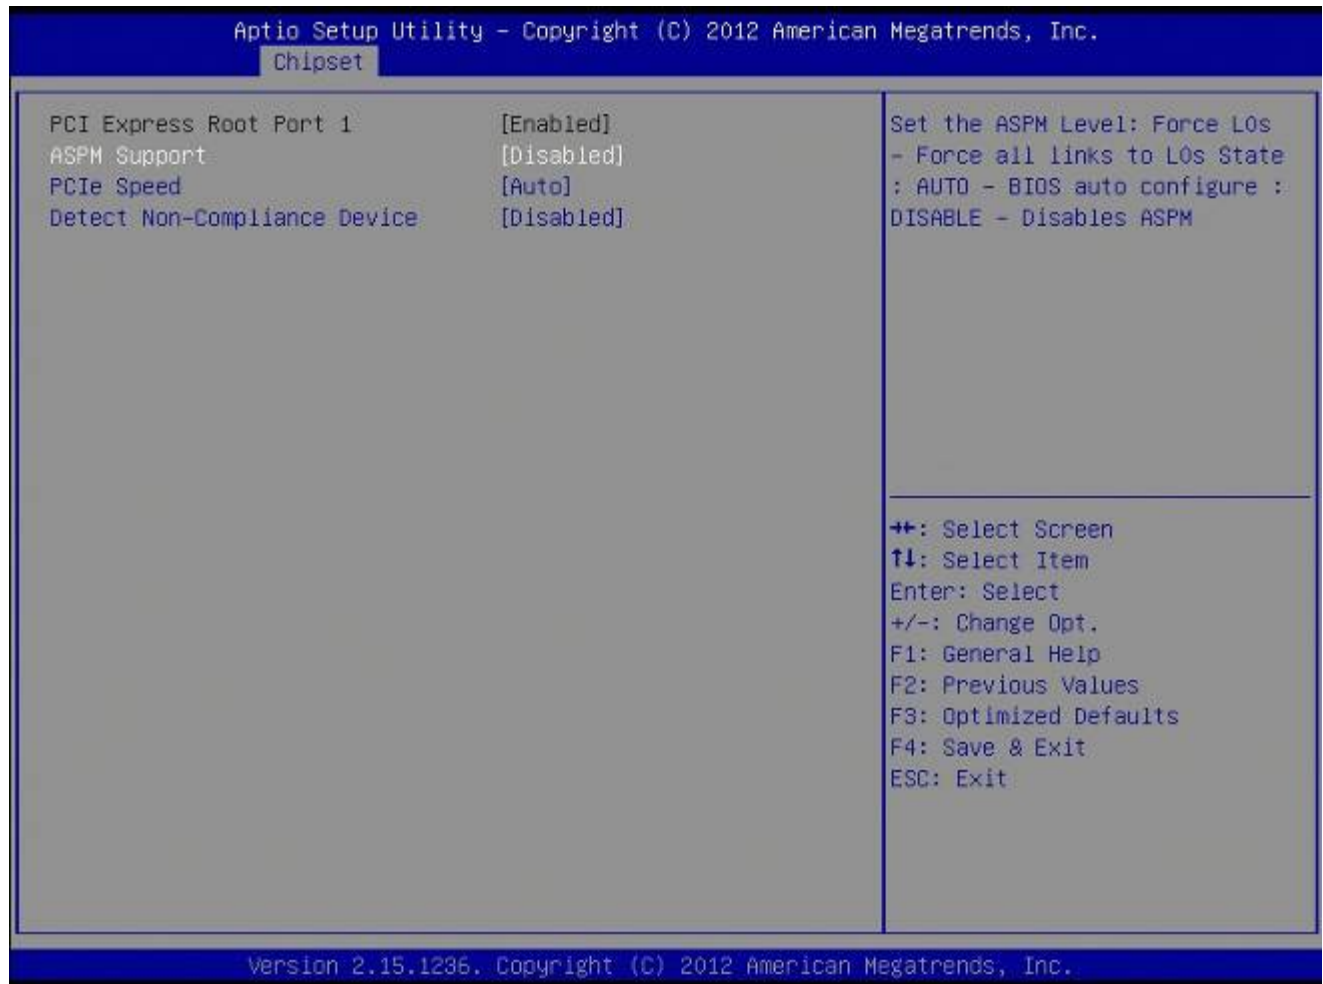 Aptio Setup Utility – Copyright (C) 2012 American Megatrends, Inc.
Chipset
PCI Express Root Port 1 [Enabled]
ASPM Support [Disabled]
PCIe Speed [Auto]
Detect Non-Compliance Device [Disabled]
Set the ASPM Level: Force L0s
– Force all links to L0s State
: AUTO – BIOS auto configure :
DISABLE – Disables ASPM
→←: Select Screen
↑↓: Select Item
Enter: Select
+/-: Change Opt.
F1: General Help
F2: Previous Values
F3: Optimized Defaults
F4: Save & Exit
ESC: Exit
Version 2.15.1236. Copyright (C) 2012 American Megatrends, Inc.